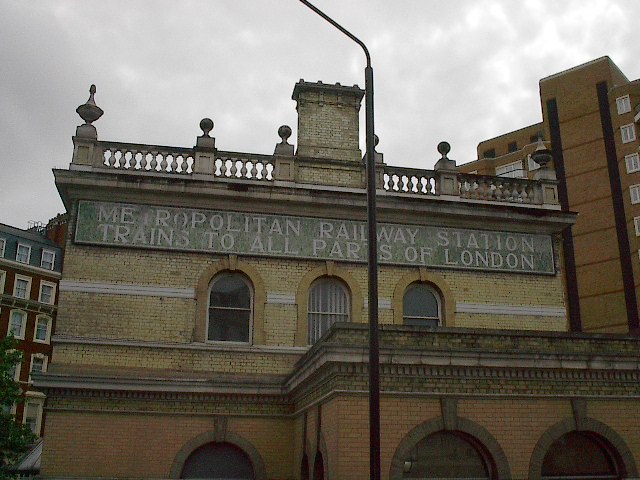 METROPOLITAN RAILWAY STATION
TRAINS TO ALL PARTS OF LONDON